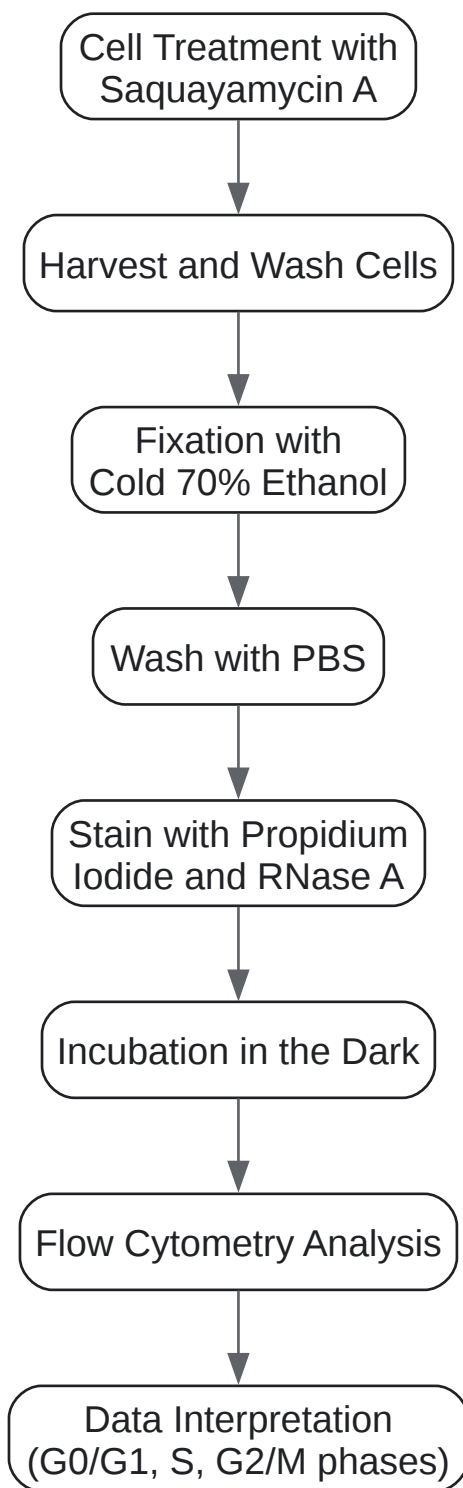 Cell Treatment with
Saquayamycin A
Harvest and Wash Cells
Fixation with
Cold 70% Ethanol
Wash with PBS
Stain with Propidium
Iodide and RNase A
Incubation in the Dark
Flow Cytometry Analysis
Data Interpretation
(G0/G1, S, G2/M phases)